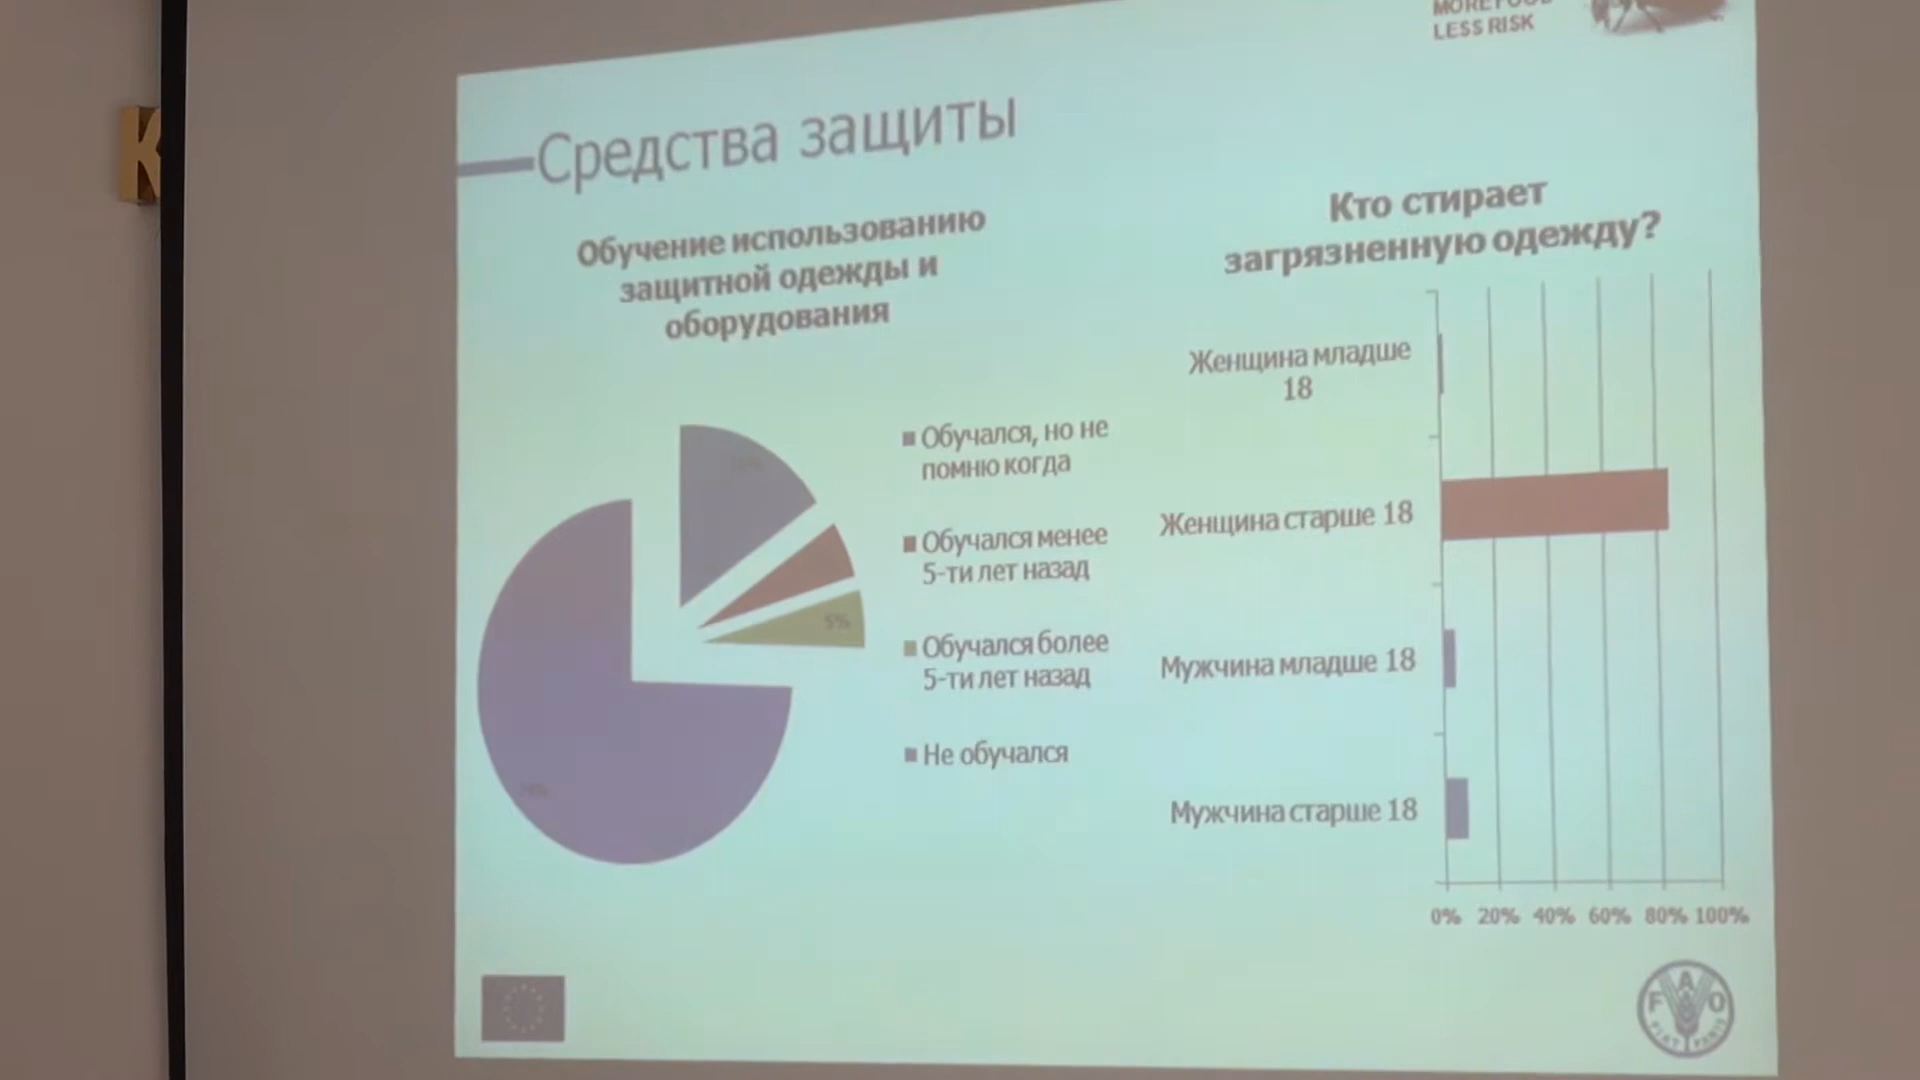 LESS RISK
K
Средства защиты
Обучение использованию
защитной одежды и
оборудования
Обучался, но не
помню когда
Обучался менее
5-ти лет назад
Обучался более
5-ти лет назад
Не обучался
5%
Кто стирает
загрязненную одежду?
Женщина младше
18
Женщина старше 18
Мужчина младше 18
Мужчина старше 18
0% 20% 40% 60% 80% 100%
F A O